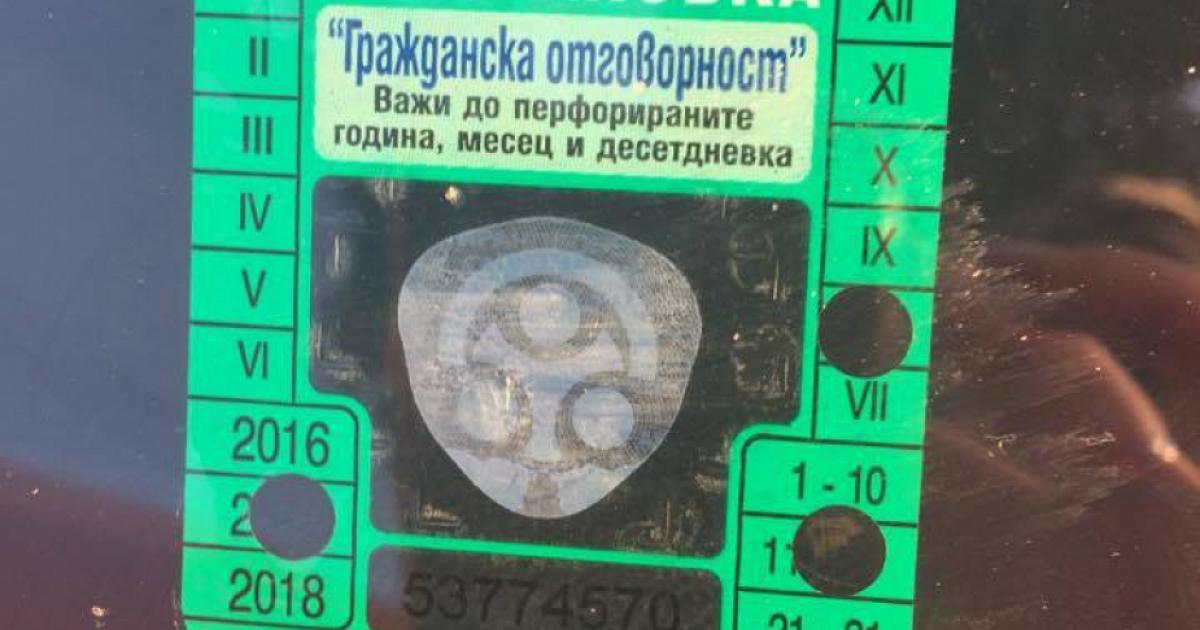 XII
"Гражданска отговорност"
II
XI
Важи до перфорираните
III
година, месец и десетдневка
X
IV
IX
V
VI
VII
2016
1 - 10
2018
53774570